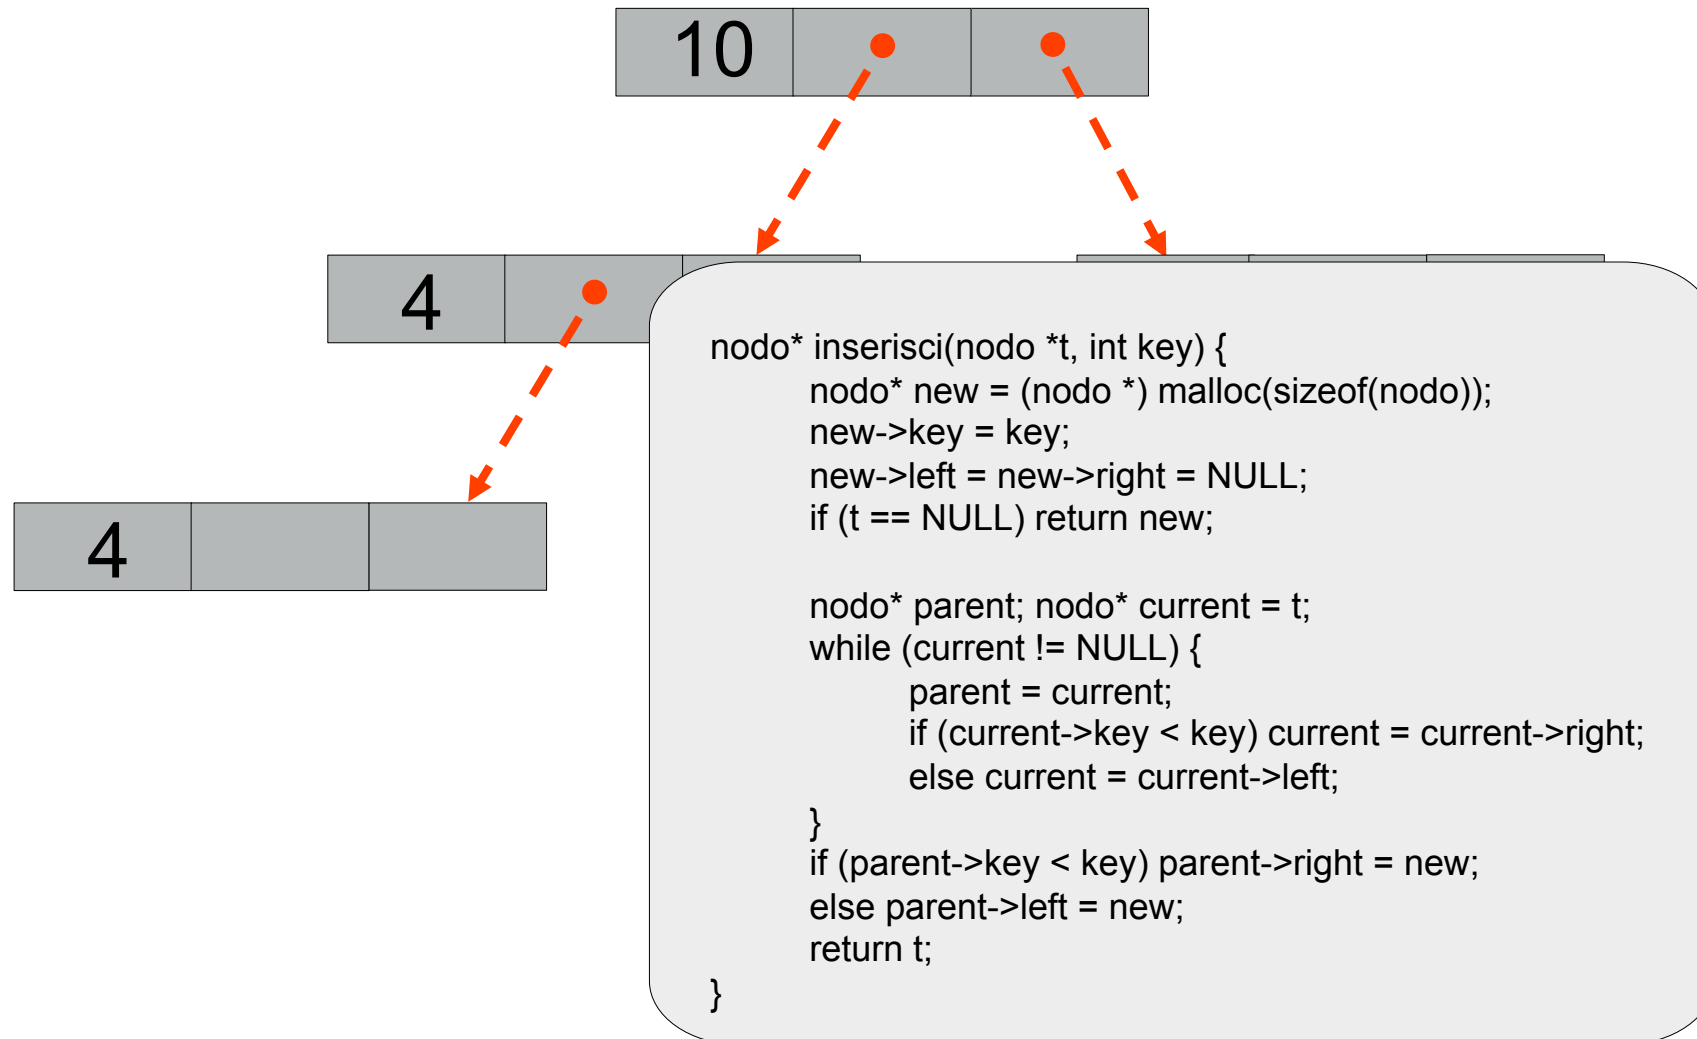 10
4
4
nodo* inserisci(nodo *t, int key) {
nodo* new = (nodo *) malloc(sizeof(nodo));
new->key = key;
new->left = new->right = NULL;
if (t == NULL) return new;
nodo* parent; nodo* current = t;
while (current != NULL) {
parent = current;
if (current->key < key) current = current->right;
else current = current->left;
}
if (parent->key < key) parent->right = new;
else parent->left = new;
return t;
}